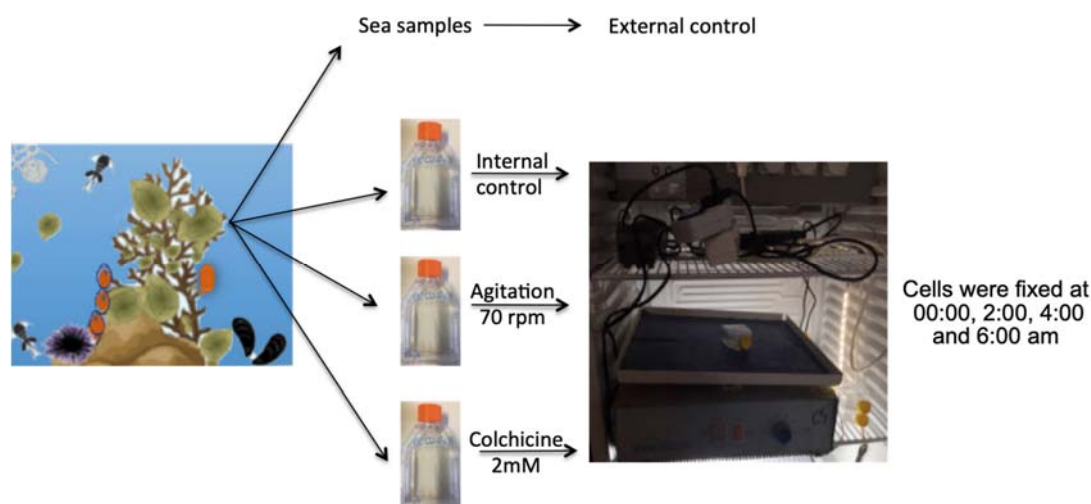 Sea samples
External control
Internal
control
Agitation
70 rpm
Colchicine
2mM
Cells were fixed at
00:00, 2:00, 4:00
and 6:00 am